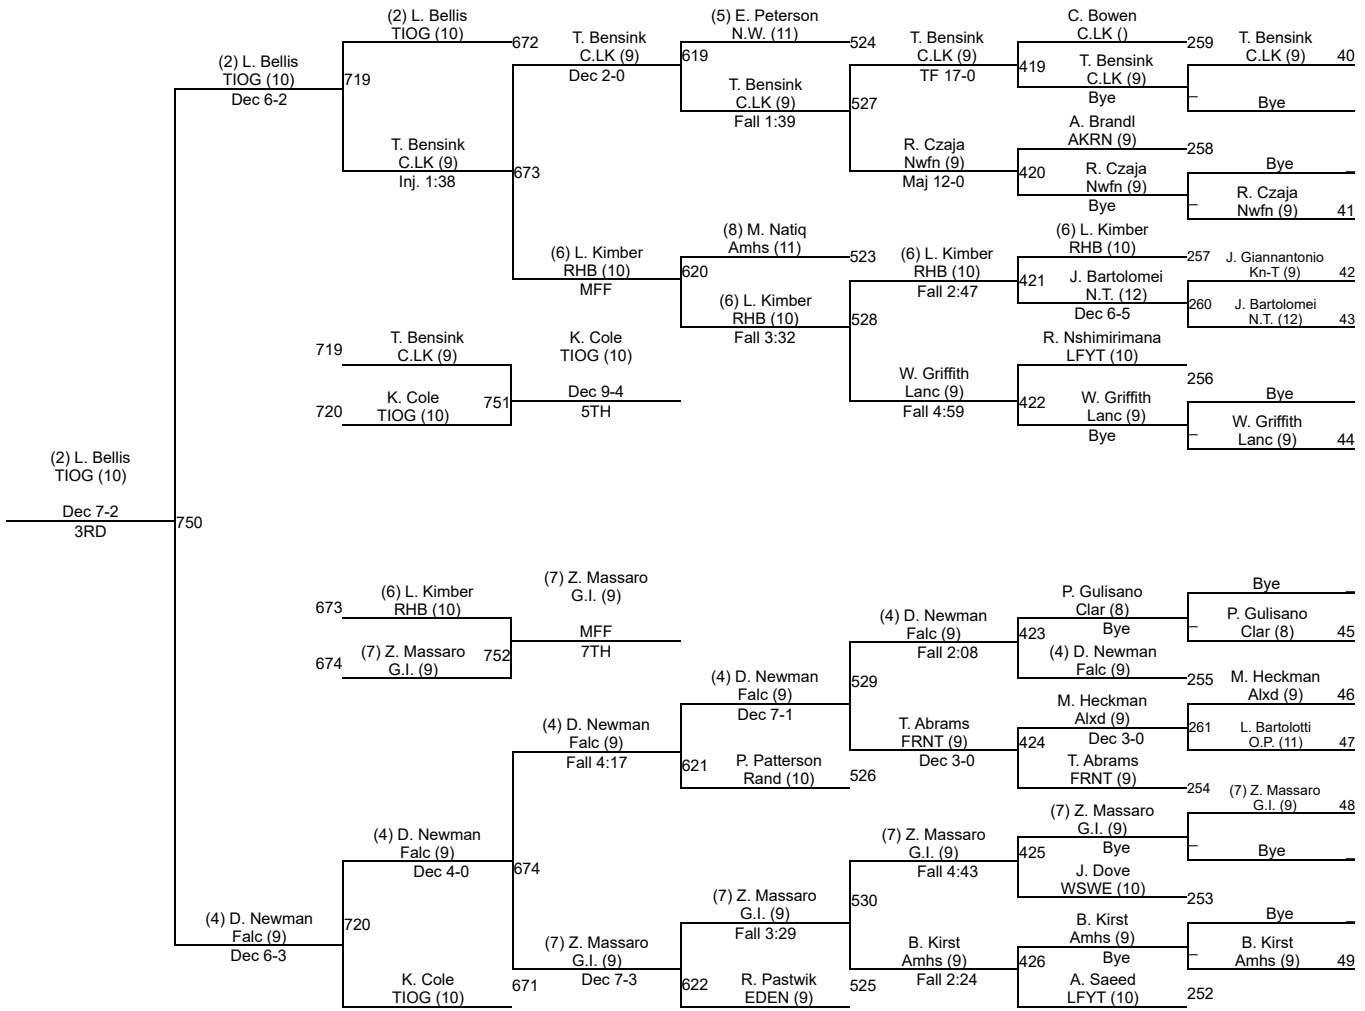 (2) L. Bellis
TIOG (10)
672
(5) E. Peterson
N.W. (11)
524
C. Bowen
C.LK ()
259
T. Bensink
C.LK (9)
40
T. Bensink
C.LK (9)
Dec 2-0
619
T. Bensink
C.LK (9)
TF 17-0
419
T. Bensink
C.LK (9)
Bye
Bye
(2) L. Bellis
TIOG (10)
Dec 6-2
719
T. Bensink
C.LK (9)
Fall 1:39
527
A. Brandl
AKRN (9)
258
Bye
T. Bensink
C.LK (9)
Inj. 1:38
673
R. Czaja
Nwfn (9)
Maj 12-0
420
R. Czaja
Nwfn (9)
Bye
R. Czaja
Nwfn (9)
41
(8) M. Natiq
Amhs (11)
523
(6) L. Kimber
RHB (10)
257
J. Giannantonio
Kn-T (9)
42
(6) L. Kimber
RHB (10)
MFF
620
(6) L. Kimber
RHB (10)
Fall 2:47
421
J. Bartolomei
N.T. (12)
Dec 6-5
260
J. Bartolomei
N.T. (12)
43
(6) L. Kimber
RHB (10)
Fall 3:32
528
719
T. Bensink
C.LK (9)
K. Cole
TIOG (10)
R. Nshimirimana
LFYT (10)
256
Bye
720
K. Cole
TIOG (10)
751
Dec 9-4
5TH
W. Griffith
Lanc (9)
Fall 4:59
422
W. Griffith
Lanc (9)
Bye
W. Griffith
Lanc (9)
44
(2) L. Bellis
TIOG (10)
Dec 7-2
3RD
750
673
(6) L. Kimber
RHB (10)
(7) Z. Massaro
G.I. (9)
P. Gulisano
Clar (8)
Bye
Bye
(4) D. Newman
Falc (9)
Fall 2:08
423
P. Gulisano
Clar (8)
45
674
(7) Z. Massaro
G.I. (9)
752
MFF
7TH
(4) D. Newman
Falc (9)
255
(4) D. Newman
Falc (9)
Dec 7-1
529
M. Heckman
Alxd (9)
Dec 3-0
261
M. Heckman
Alxd (9)
46
(4) D. Newman
Falc (9)
Fall 4:17
621
P. Patterson
Rand (10)
526
T. Abrams
FRNT (9)
Dec 3-0
424
T. Abrams
FRNT (9)
254
L. Bartolotti
O.P. (11)
47
(7) Z. Massaro
G.I. (9)
Bye
(7) Z. Massaro
G.I. (9)
48
(4) D. Newman
Falc (9)
Dec 4-0
674
(7) Z. Massaro
G.I. (9)
Fall 4:43
425
J. Dove
WSWE (10)
253
Bye
(7) Z. Massaro
G.I. (9)
Fall 3:29
530
B. Kirst
Amhs (9)
Bye
Bye
(4) D. Newman
Falc (9)
Dec 6-3
720
(7) Z. Massaro
G.I. (9)
Dec 7-3
622
B. Kirst
Amhs (9)
Fall 2:24
426
B. Kirst
Amhs (9)
49
K. Cole
TIOG (10)
671
R. Pastwik
EDEN (9)
525
A. Saeed
LFYT (10)
252